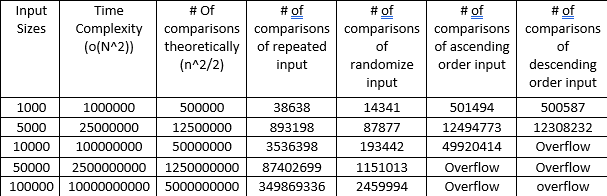 Input Sizes | Time Complexity (o(N^2)) | # Of comparisons theoretically (n^2/2) | # of comparisons of repeated input | # of comparisons of randomize input | # of comparisons of ascending order input | # of comparisons of descending order input
1000 | 1000000 | 500000 | 38638 | 14341 | 501494 | 500587
5000 | 25000000 | 12500000 | 893198 | 87877 | 12494773 | 12308232
10000 | 100000000 | 50000000 | 3536398 | 193442 | 49920414 | Overflow
50000 | 2500000000 | 1250000000 | 87402699 | 1151013 | Overflow | Overflow
100000 | 10000000000 | 5000000000 | 349869336 | 2459994 | Overflow | overflow